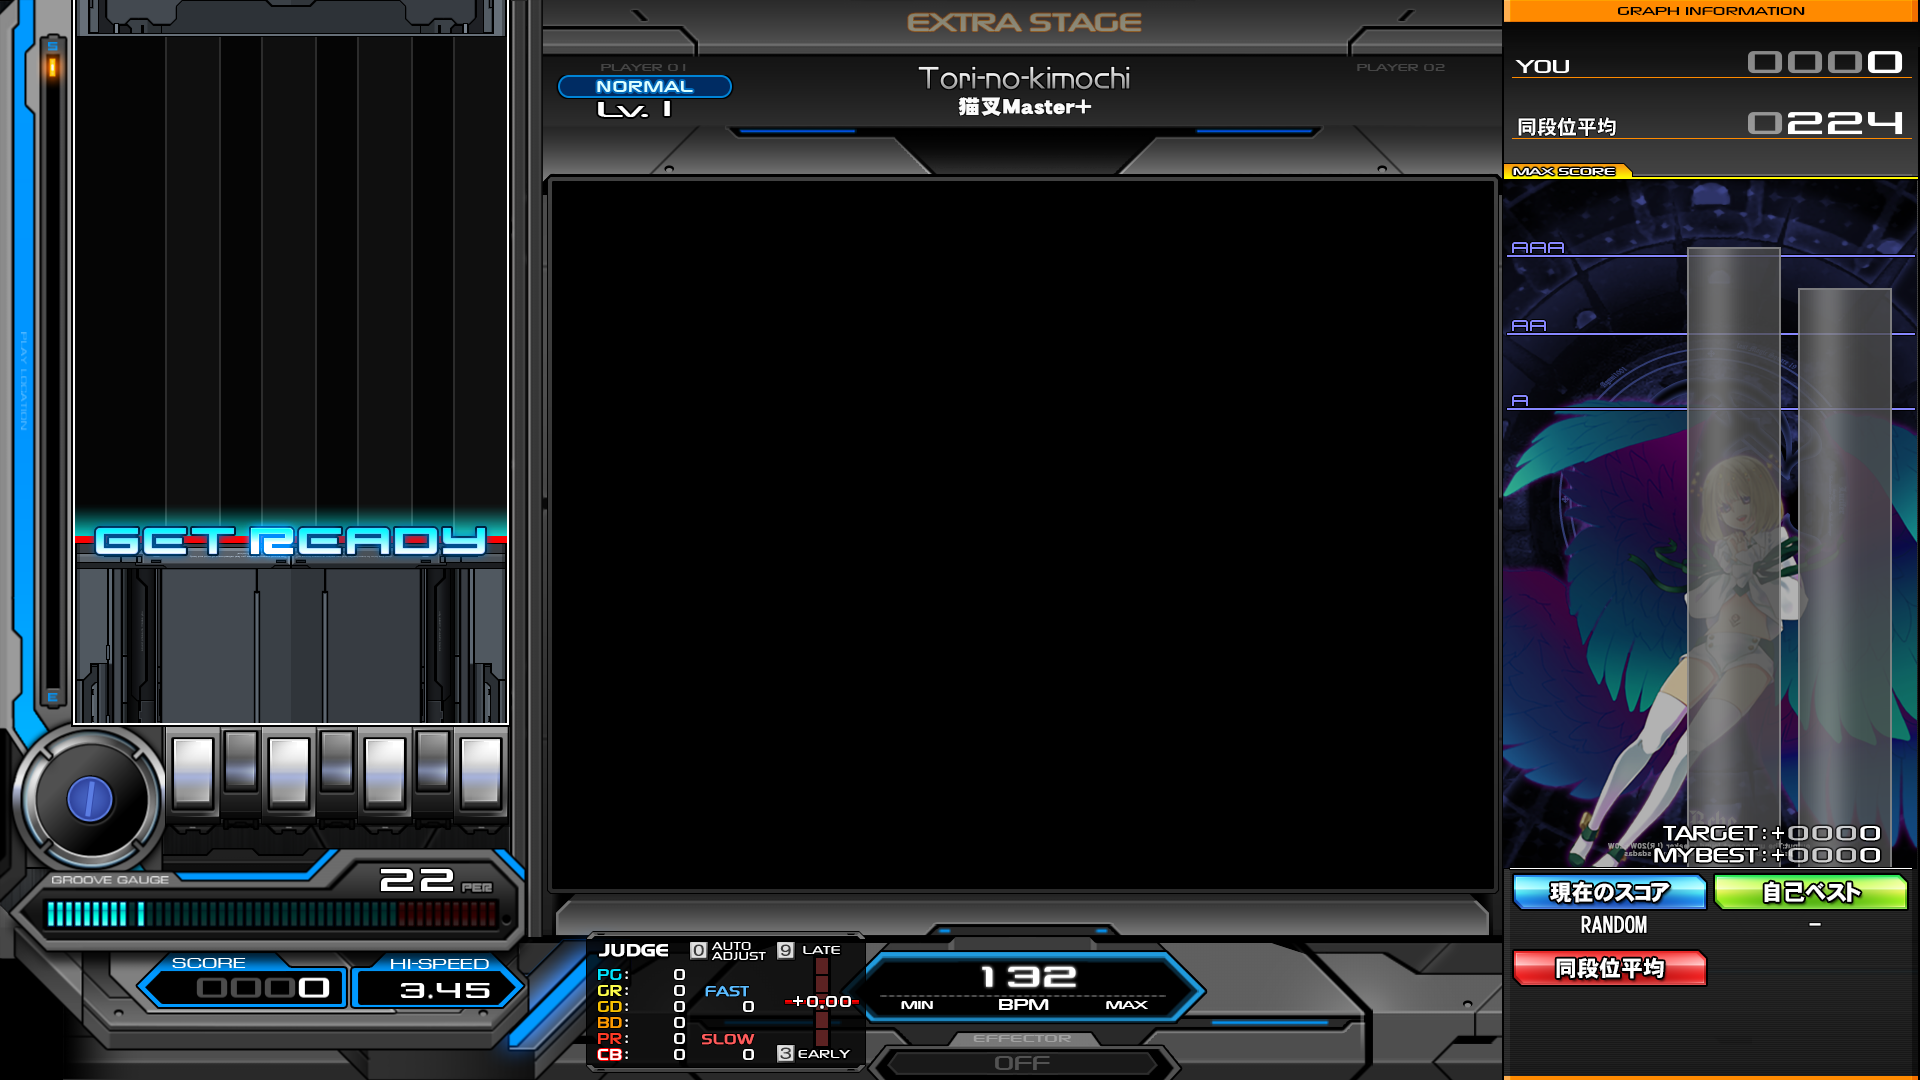 EXTRA STAGE
PLAYER 01
NORMAL
Lv. 1
Tori-no-kimochi
猫叉Master+
PLAYER 02
S
PLAY LOCATION
E
GET READY
GROOVE GAUGE
22 PER
SCORE
0000
HI-SPEED
3.45
JUDGE
0 AUTO ADJUST
9 LATE
PG: 0
GR: 0
GD: 0
BD: 0
PR: 0
CB: 0
FAST
0
SLOW
0
+0.00
3 EARLY
132
MIN BPM MAX
EFFECTOR
OFF
GRAPH INFORMATION
YOU 0000
同段位平均 0224
MAX SCORE
AAA
AA
A
TARGET:+0000
MYBEST:+0000
現在のスコア
RANDOM
自己ベスト
-
同段位平均